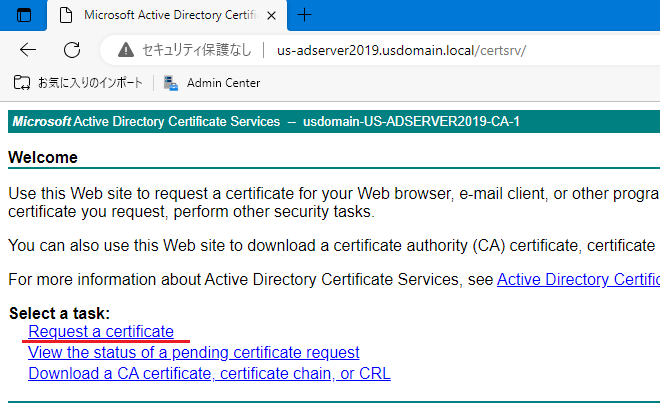 Microsoft Active Directory Certific
セキュリティ保護なし us-adserver2019.usdomain.local/certsrv/
お気に入りのインポート Admin Center
Microsoft Active Directory Certificate Services -- usdomain-US-ADSERVER2019-CA-1
Welcome
Use this Web site to request a certificate for your Web browser, e-mail client, or other progra
certificate you request, perform other security tasks.
You can also use this Web site to download a certificate authority (CA) certificate, certificate
For more information about Active Directory Certificate Services, see Active Directory Certific
Select a task:
Request a certificate
View the status of a pending certificate request
Download a CA certificate, certificate chain, or CRL